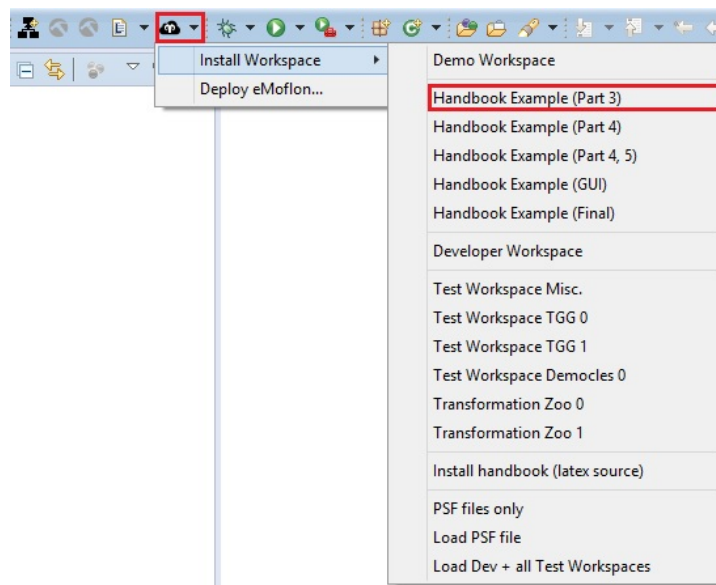 Install Workspace
Deploy eMoflon...
Demo Workspace
Handbook Example (Part 3)
Handbook Example (Part 4)
Handbook Example (Part 4, 5)
Handbook Example (GUI)
Handbook Example (Final)
Developer Workspace
Test Workspace Misc.
Test Workspace TGG 0
Test Workspace TGG 1
Test Workspace Democles 0
Transformation Zoo 0
Transformation Zoo 1
Install handbook (latex source)
PSF files only
Load PSF file
Load Dev + all Test Workspaces